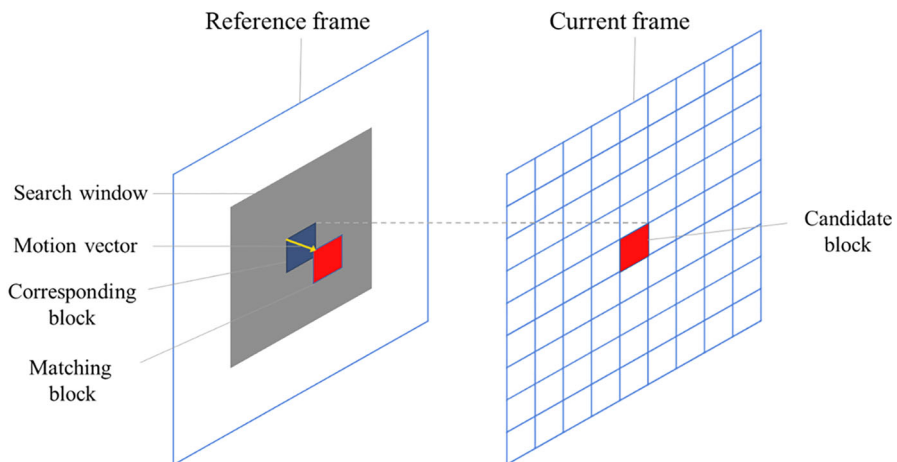 Reference frame
Current frame
Search window
Motion vector
Corresponding
block
Matching
block
Candidate
block